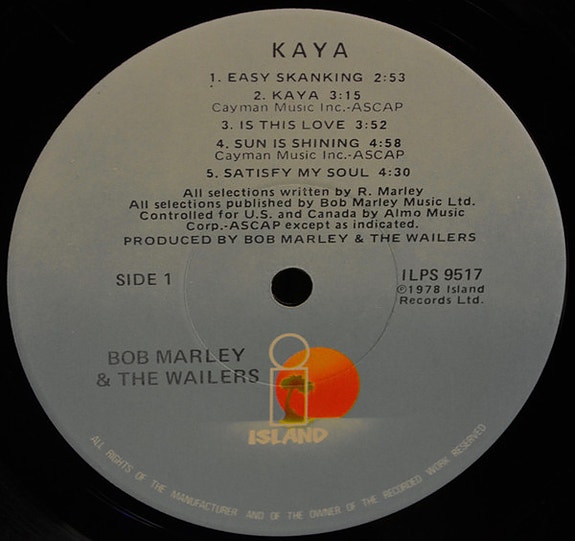 KAYA
1. EASY SKANKING 2:53
2. KAYA 3:15
Cayman Music Inc.-ASCAP
3. IS THIS LOVE 3:52
4. SUN IS SHINING 4:58
Cayman Music Inc.-ASCAP
5. SATISFY MY SOUL 4:30
All selections written by R. Marley
All selections published by Bob Marley Music Ltd.
Controlled for U.S. and Canada by Almo Music
Corp.-ASCAP except as indicated.
PRODUCED BY BOB MARLEY & THE WAILERS
SIDE 1
ILPS 9517
℗1978 Island
Records Ltd.
BOB MARLEY
& THE WAILERS
i
ISLAND
ALL RIGHTS OF THE MANUFACTURER AND OF THE OWNER OF THE RECORDED WORK RESERVED